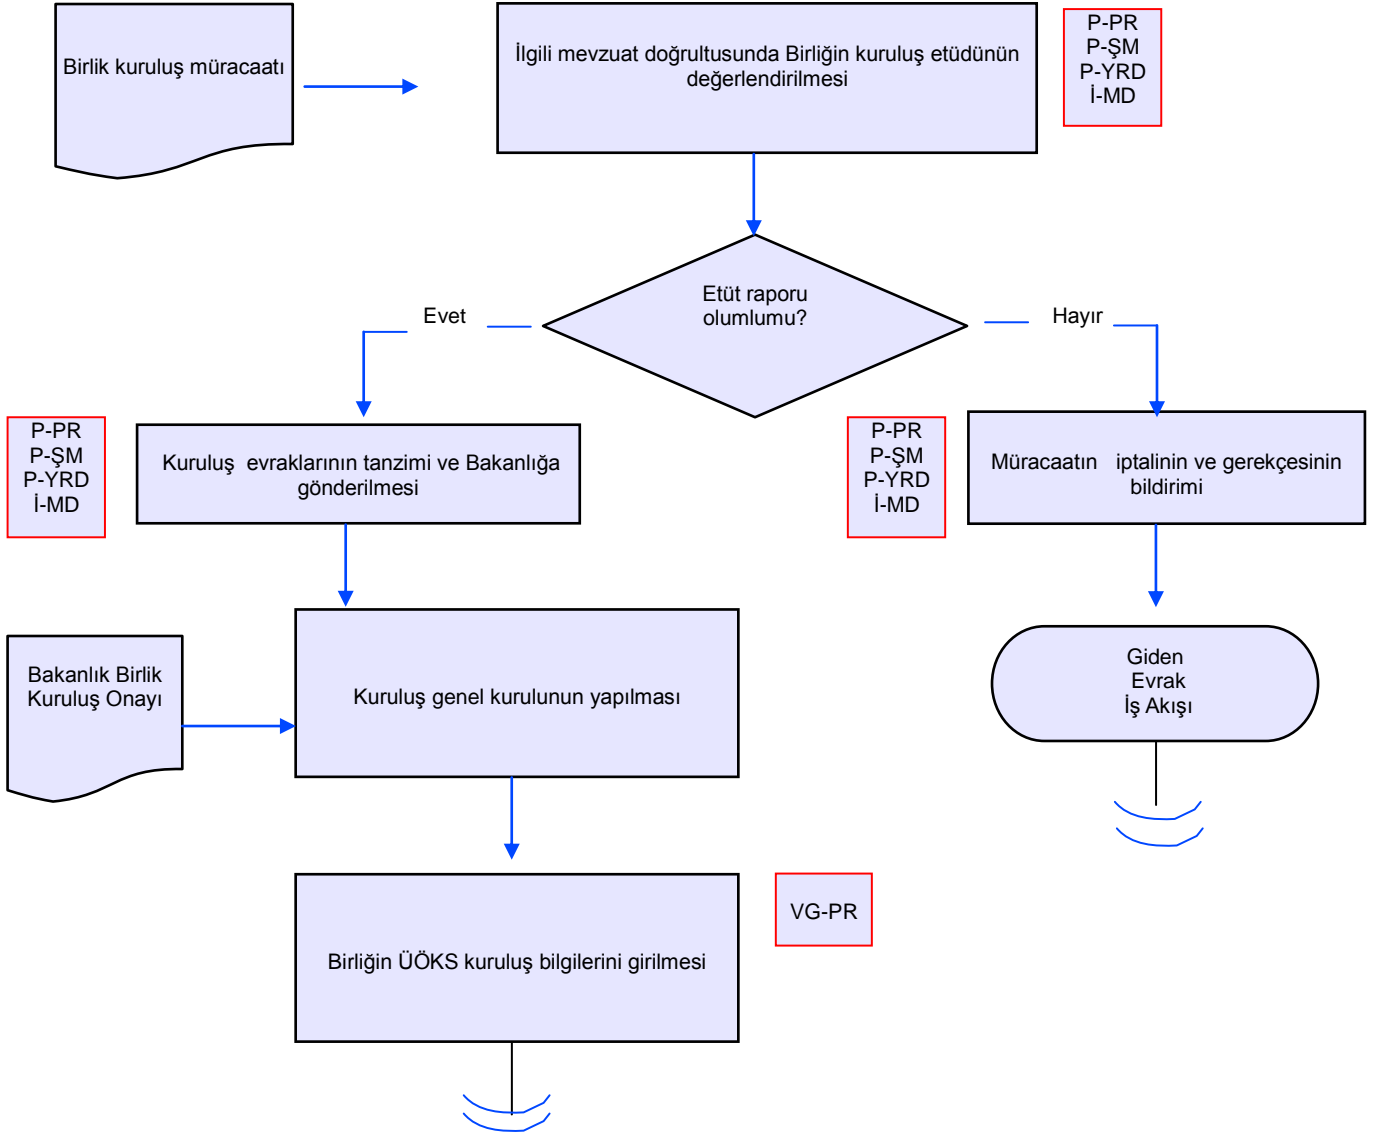 Birlik kuruluş müracaatı
İlgili mevzuat doğrultusunda Birliğin kuruluş etüdünün
değerlendirilmesi
P-PR
P-ŞM
P-YRD
İ-MD
Etüt raporu
olumlumu?
Evet
Hayır
P-PR
P-ŞM
P-YRD
İ-MD
Kuruluş evraklarının tanzimi ve Bakanlığa
gönderilmesi
P-PR
P-ŞM
P-YRD
İ-MD
Müracaatın iptalinin ve gerekçesinin
bildirimi
Bakanlık Birlik
Kuruluş Onayı
Kuruluş genel kurulunun yapılması
Giden
Evrak
İş Akışı
Birliğin ÜÖKS kuruluş bilgilerini girilmesi
VG-PR